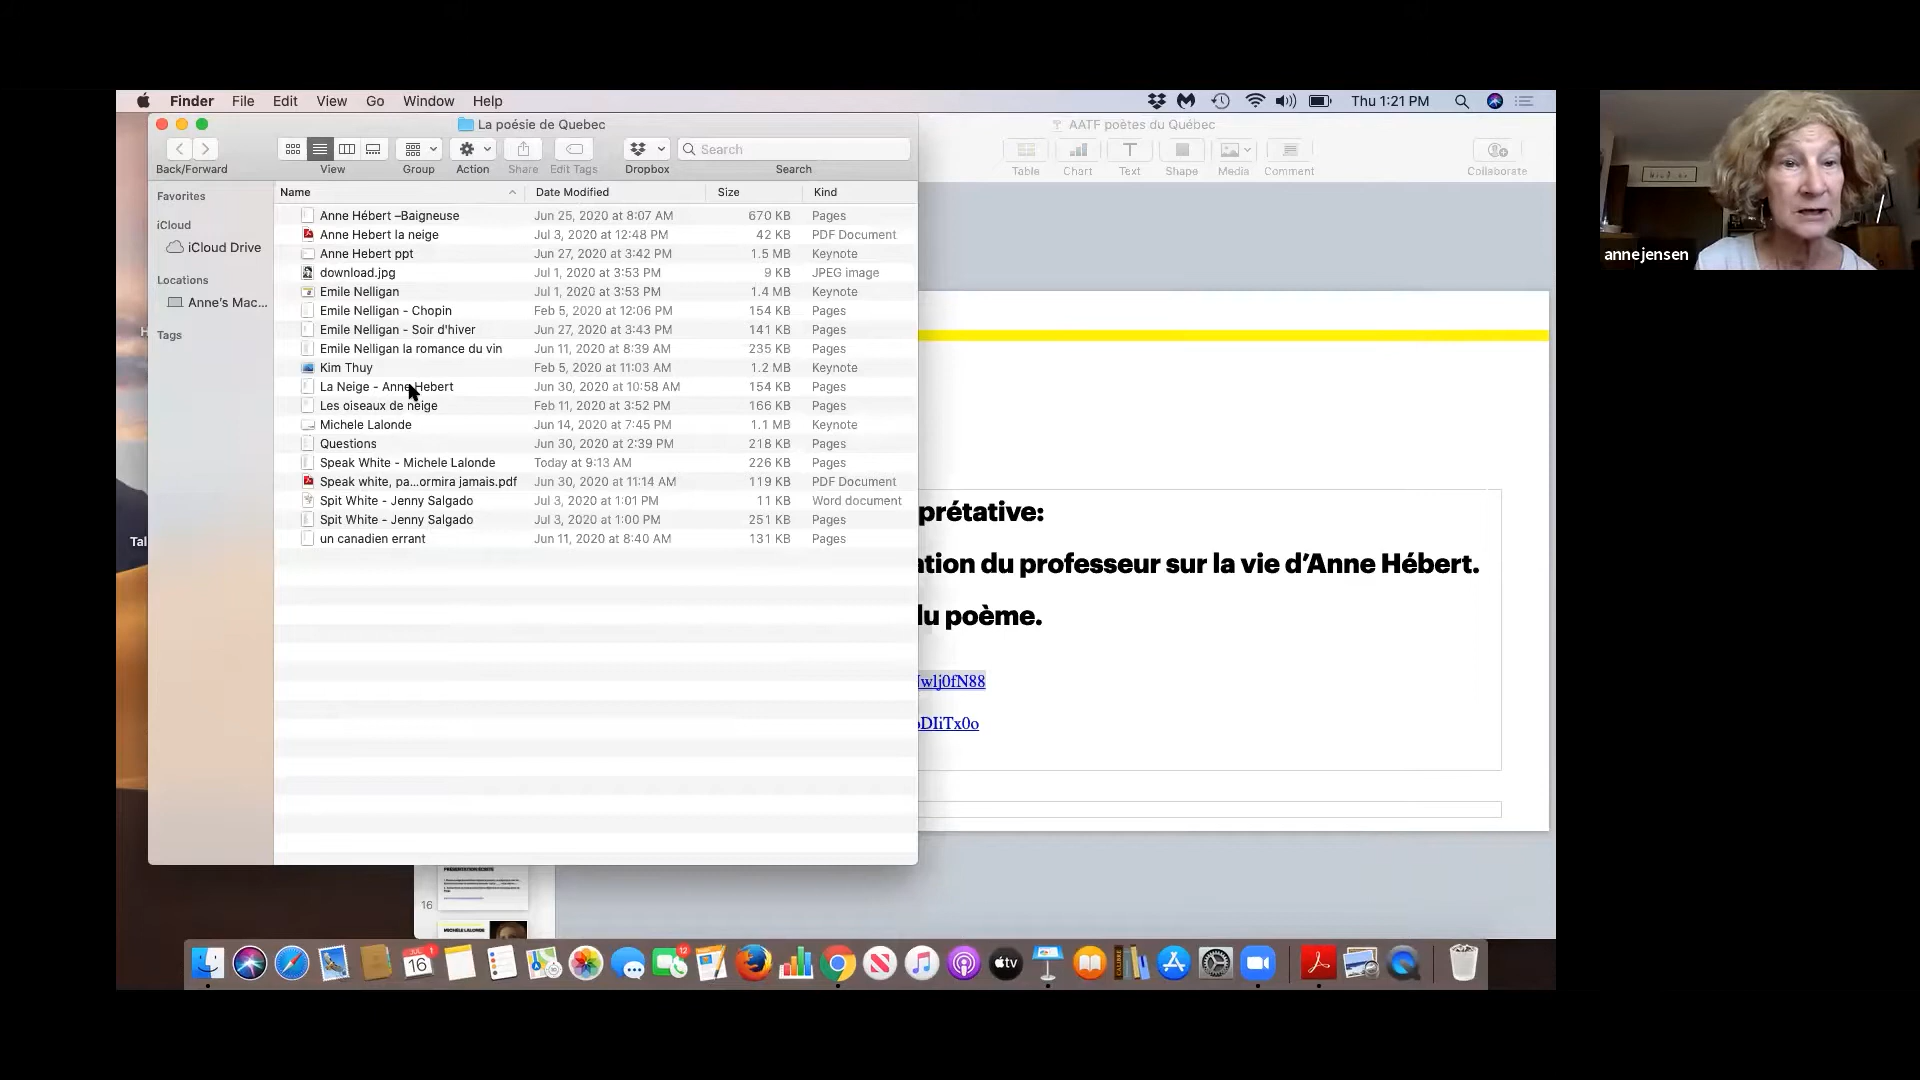 Finder File Edit View Go Window Help Thu 1:21 PM
La poésie de Quebec
AATF poètes du Québec
Search
Back/Forward View Group Action Share Edit Tags Dropbox Search
Table Chart Text Shape Media Comment Collaborate
Favorites
iCloud
iCloud Drive
Locations
Anne's Mac...
Tags
Name Date Modified Size Kind
Anne Hébert –Baigneuse Jun 25, 2020 at 8:07 AM 670 KB Pages
Anne Hebert la neige Jul 3, 2020 at 12:48 PM 42 KB PDF Document
Anne Hebert ppt Jun 27, 2020 at 3:42 PM 1.5 MB Keynote
download.jpg Jul 1, 2020 at 3:53 PM 9 KB JPEG image
Emile Nelligan Jul 1, 2020 at 3:53 PM 1.4 MB Keynote
Emile Nelligan - Chopin Feb 5, 2020 at 12:06 PM 154 KB Pages
Emile Nelligan - Soir d'hiver Jun 27, 2020 at 3:43 PM 141 KB Pages
Emile Nelligan la romance du vin Jun 11, 2020 at 8:39 AM 235 KB Pages
Kim Thuy Feb 5, 2020 at 11:03 AM 1.2 MB Keynote
La Neige - Anne Hebert Jun 30, 2020 at 10:58 AM 154 KB Pages
Les oiseaux de neige Feb 11, 2020 at 3:52 PM 166 KB Pages
Michele Lalonde Jun 14, 2020 at 7:45 PM 1.1 MB Keynote
Questions Jun 30, 2020 at 2:39 PM 218 KB Pages
Speak White - Michele Lalonde Today at 9:13 AM 226 KB Pages
Speak white, pa...ormira jamais.pdf Jun 30, 2020 at 11:14 AM 119 KB PDF Document
Spit White - Jenny Salgado Jul 3, 2020 at 1:01 PM 11 KB Word document
Spit White - Jenny Salgado Jul 3, 2020 at 1:00 PM 251 KB Pages
un canadien errant Jun 11, 2020 at 8:40 AM 131 KB Pages
prétative:
ation du professeur sur la vie d'Anne Hébert.
du poème.
wlj0fN88
DIiTx0o
Tal
16
MICHÈLE LALONDE
JUL
16
12
tv
annejensen